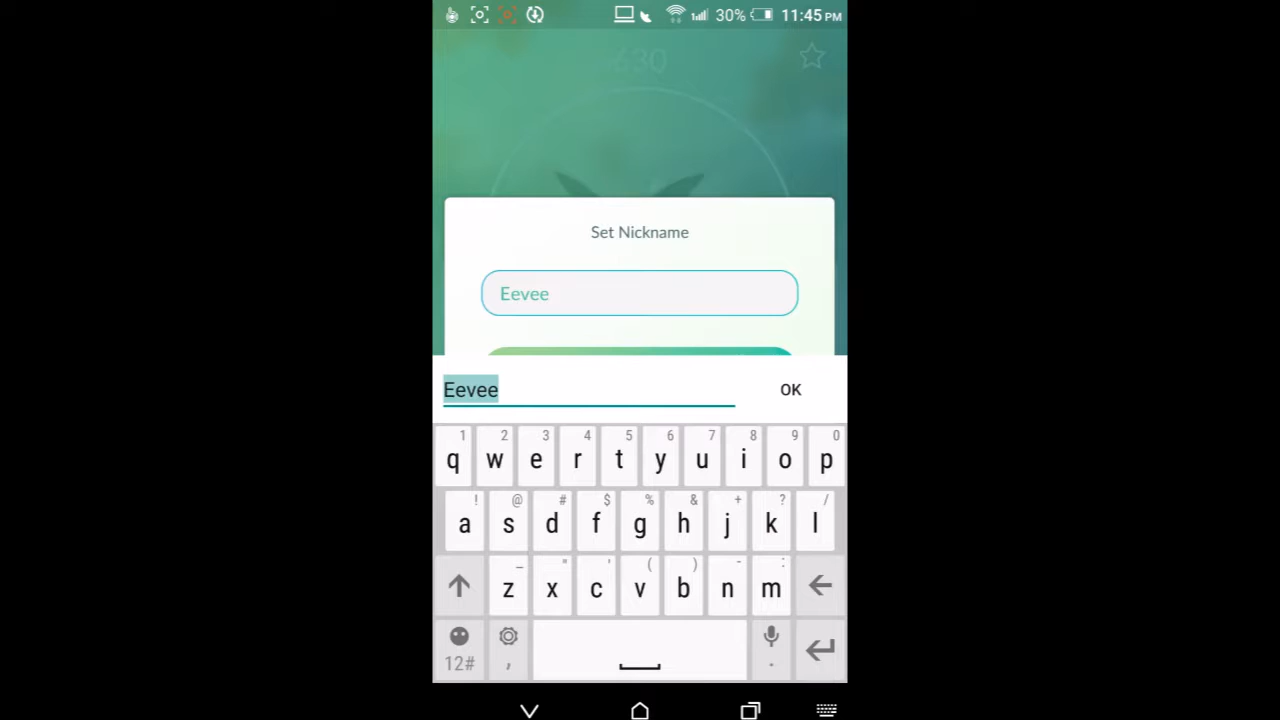 30% 11:45 PM
630
Set Nickname
Eevee
Eevee OK
1 2 3 4 5 6 7 8 9 0
q w e r t y u i o p
! @ # $ % & + ? /
a s d f g h j k l
_ " ' ( ) - :
z x c v b n m
12# , .